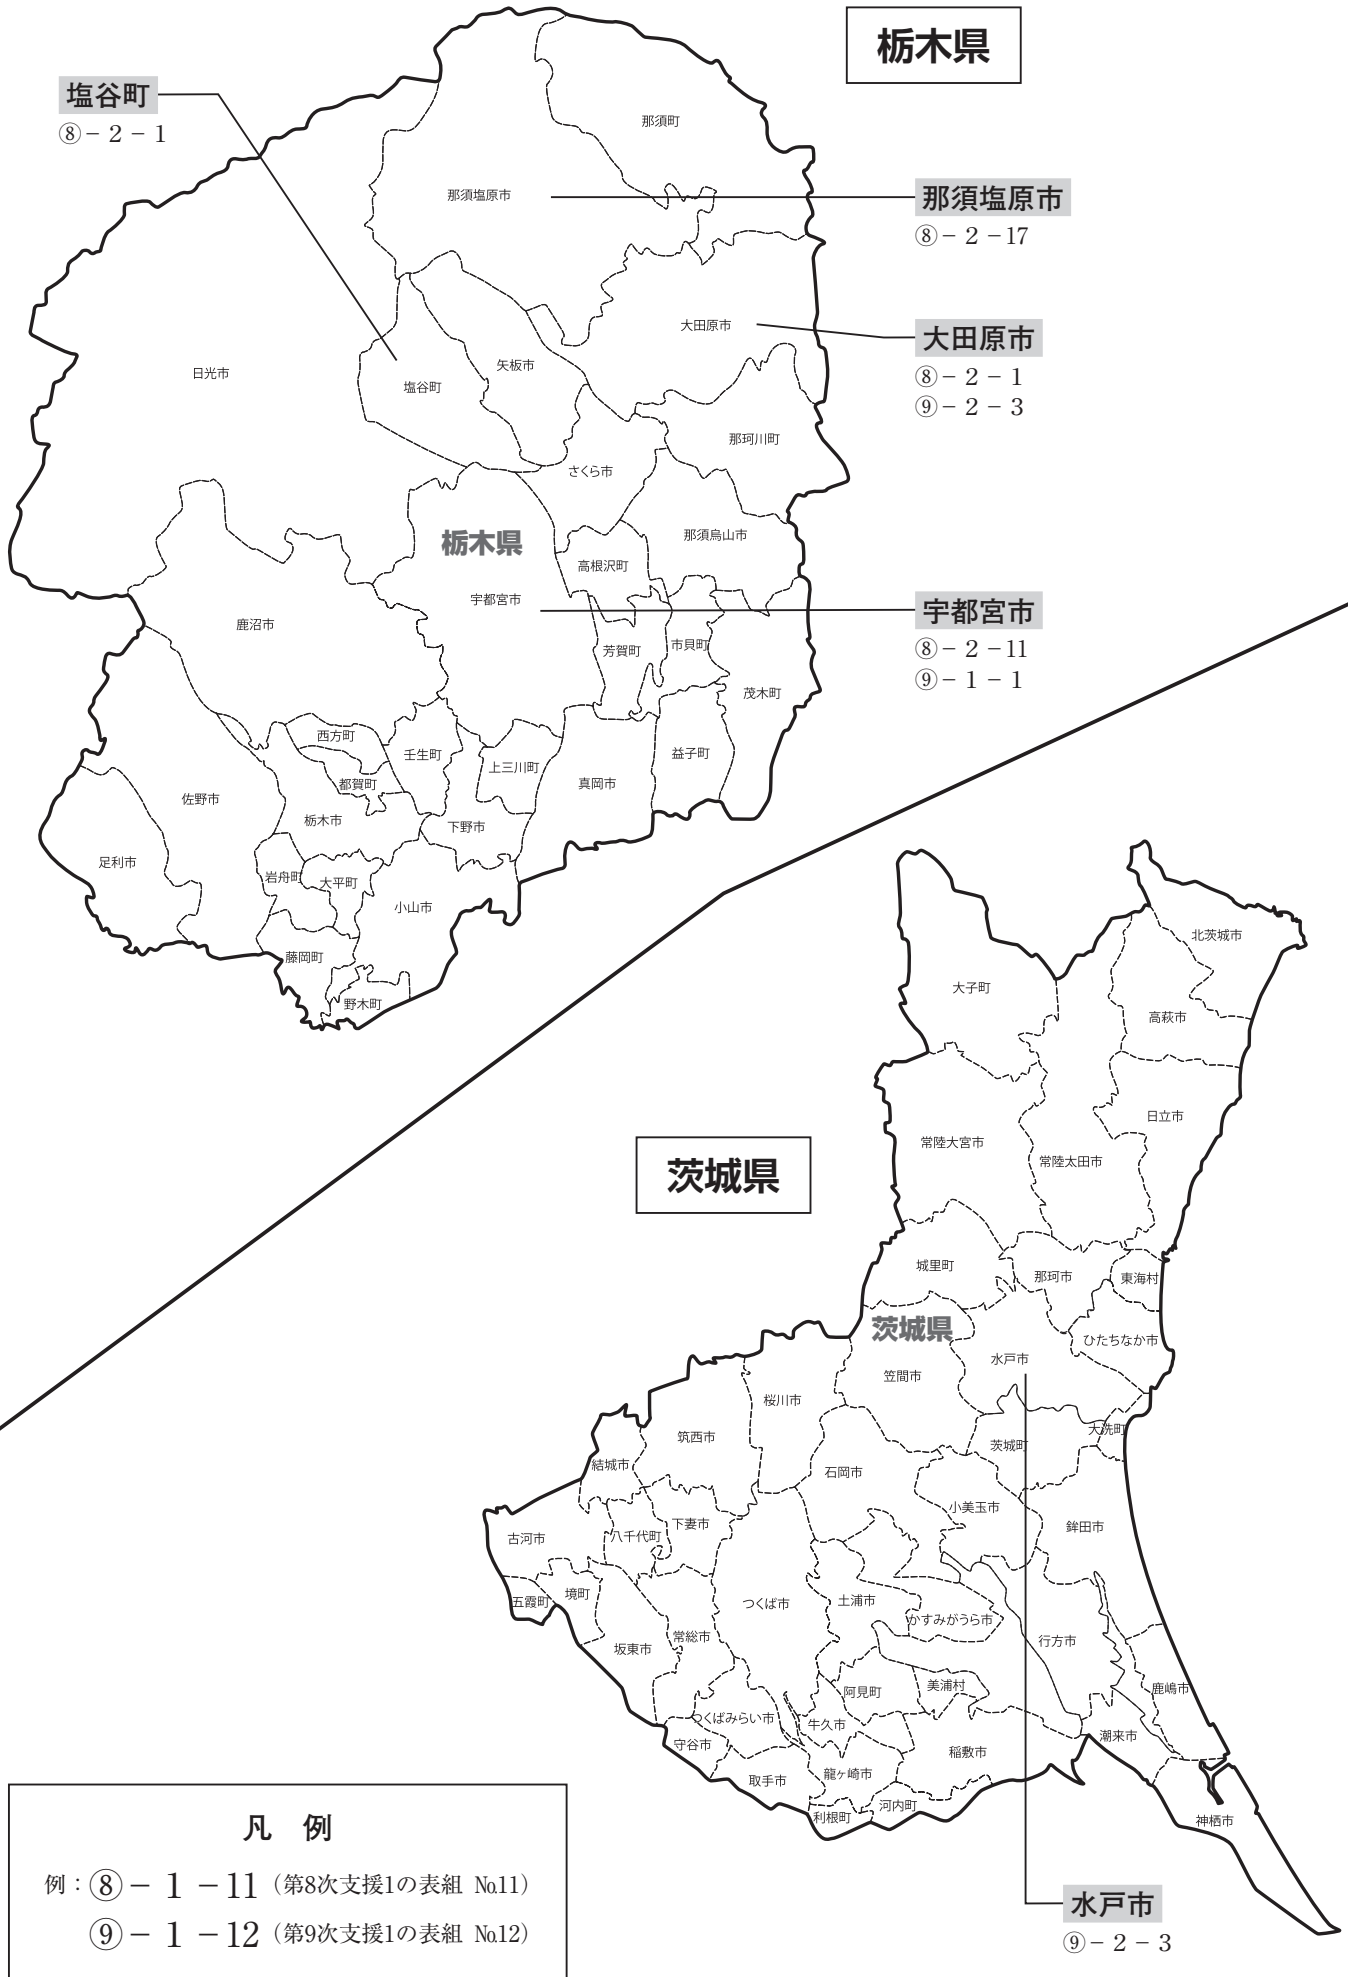 栃木県
塩谷町
⑧－２－１
那須町
那須塩原市
那須塩原市
⑧－２－17
大田原市
大田原市
⑧－２－１
⑨－２－３
日光市
矢板市
塩谷町
那珂川町
さくら市
那須烏山市
栃木県
高根沢町
宇都宮市
宇都宮市
⑧－２－11
⑨－１－１
鹿沼市
芳賀町
市貝町
茂木町
西方町
壬生町
上三川町
益子町
都賀町
真岡市
佐野市
栃木市
下野市
足利市
岩舟町
大平町
小山市
藤岡町
野木町
茨城県
北茨城市
大子町
高萩市
日立市
常陸大宮市
常陸太田市
城里町
那珂市
東海村
茨城県
ひたちなか市
水戸市
笠間市
桜川市
大洗町
筑西市
茨城町
結城市
石岡市
小美玉市
下妻市
鉾田市
古河市
八千代町
境町
五霞町
つくば市
土浦市
かすみがうら市
常総市
坂東市
行方市
美浦村
鹿嶋市
阿見町
つくばみらい市
牛久市
潮来市
守谷市
稲敷市
取手市
龍ヶ崎市
河内町
利根町
神栖市
水戸市
⑨－２－３
凡　例
例：⑧－１－11（第8次支援1の表組 №11）
⑨－１－12（第9次支援1の表組 №12）